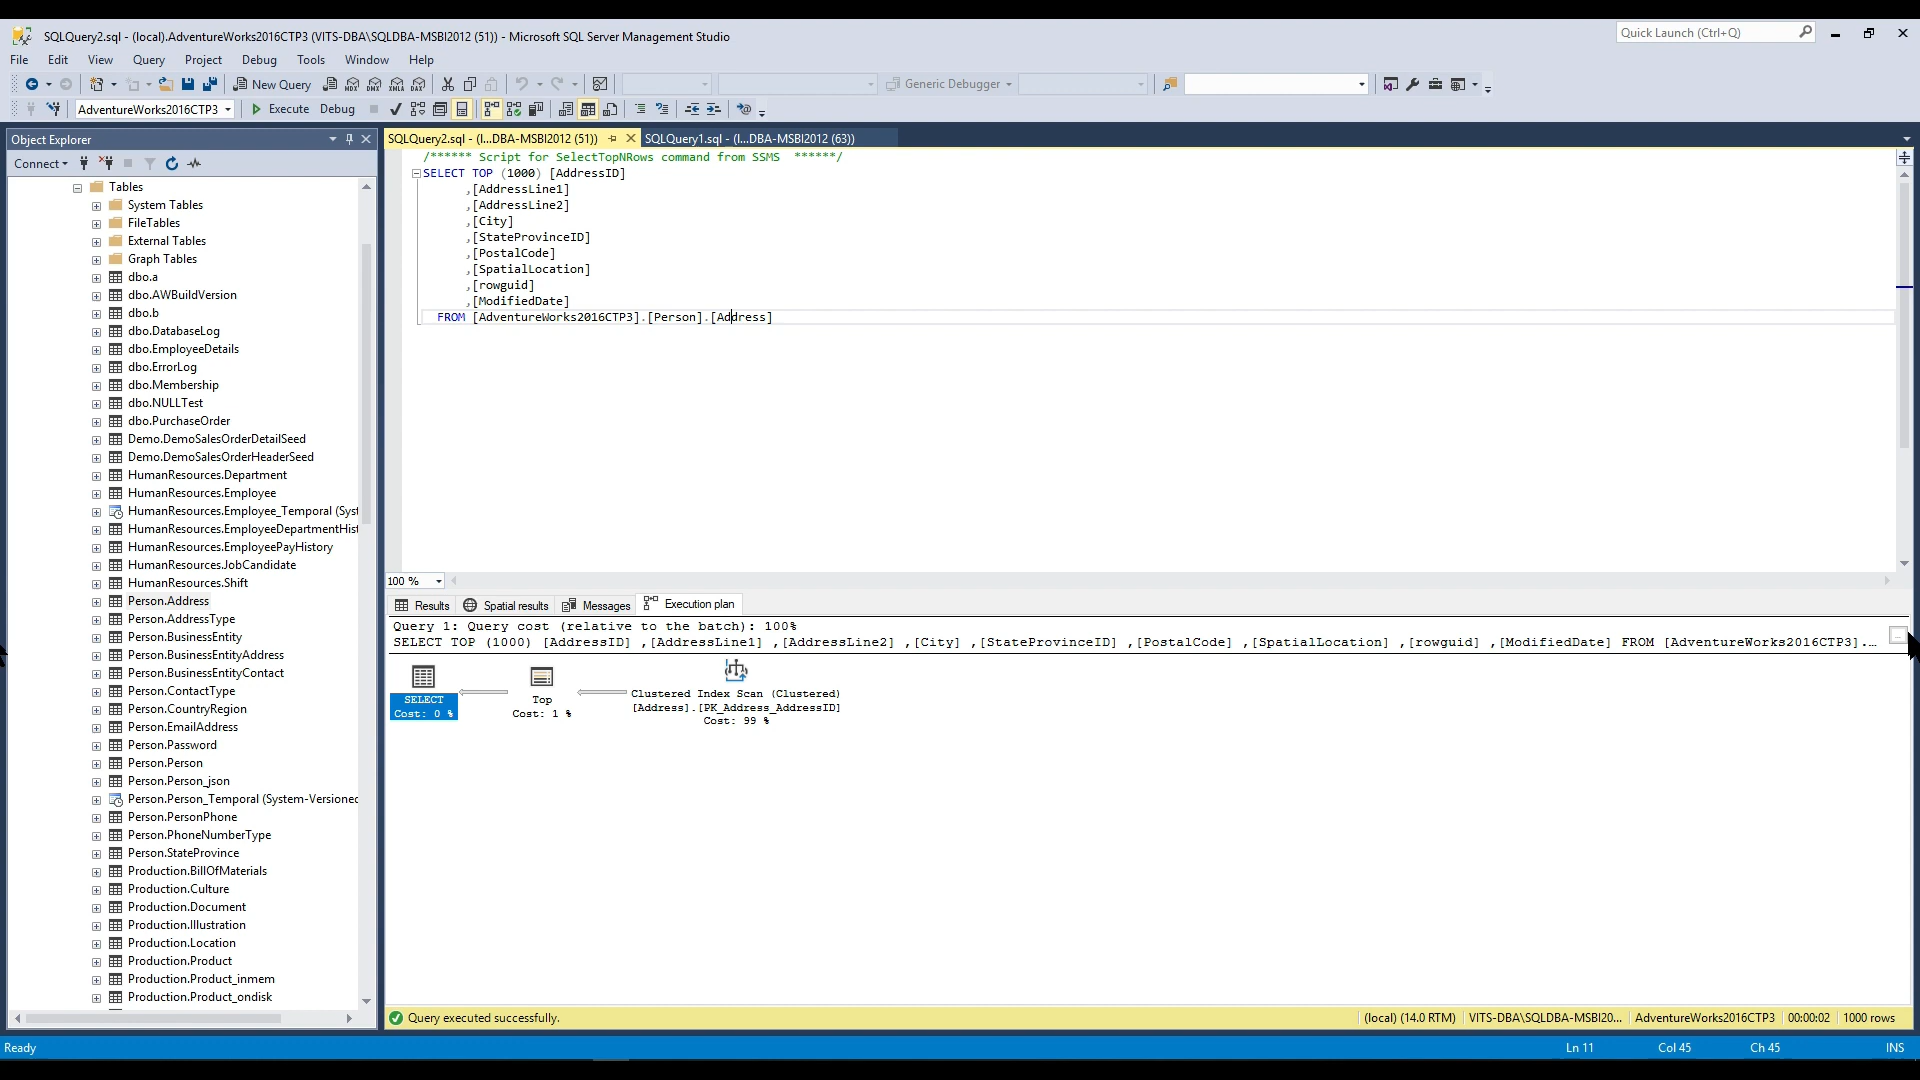 SQLQuery2.sql - (local).AdventureWorks2016CTP3 (VITS-DBA\SQLDBA-MSBI2012 (51)) - Microsoft SQL Server Management Studio
Quick Launch (Ctrl+Q)
File Edit View Query Project Debug Tools Window Help
New Query
MDX DMX XMLA DAX
Generic Debugger
AdventureWorks2016CTP3
Execute Debug
Object Explorer
Connect
Tables
System Tables
FileTables
External Tables
Graph Tables
dbo.a
dbo.AWBuildVersion
dbo.b
dbo.DatabaseLog
dbo.EmployeeDetails
dbo.ErrorLog
dbo.Membership
dbo.NULLTest
dbo.PurchaseOrder
Demo.DemoSalesOrderDetailSeed
Demo.DemoSalesOrderHeaderSeed
HumanResources.Department
HumanResources.Employee
HumanResources.Employee_Temporal (Syst
HumanResources.EmployeeDepartmentHist
HumanResources.EmployeePayHistory
HumanResources.JobCandidate
HumanResources.Shift
Person.Address
Person.AddressType
Person.BusinessEntity
Person.BusinessEntityAddress
Person.BusinessEntityContact
Person.ContactType
Person.CountryRegion
Person.EmailAddress
Person.Password
Person.Person
Person.Person_json
Person.Person_Temporal (System-Versioned
Person.PersonPhone
Person.PhoneNumberType
Person.StateProvince
Production.BillOfMaterials
Production.Culture
Production.Document
Production.Illustration
Production.Location
Production.Product
Production.Product_inmem
Production.Product_ondisk
SQLQuery2.sql - (l...DBA-MSBI2012 (51))
SQLQuery1.sql - (l...DBA-MSBI2012 (63))
/****** Script for SelectTopNRows command from SSMS ******/
SELECT TOP (1000) [AddressID]
,[AddressLine1]
,[AddressLine2]
,[City]
,[StateProvinceID]
,[PostalCode]
,[SpatialLocation]
,[rowguid]
,[ModifiedDate]
FROM [AdventureWorks2016CTP3].[Person].[Address]
100 %
Results Spatial results Messages Execution plan
Query 1: Query cost (relative to the batch): 100%
SELECT TOP (1000) [AddressID] ,[AddressLine1] ,[AddressLine2] ,[City] ,[StateProvinceID] ,[PostalCode] ,[SpatialLocation] ,[rowguid] ,[ModifiedDate] FROM [AdventureWorks2016CTP3]....
SELECT
Cost: 0 %
Top
Cost: 1 %
Clustered Index Scan (Clustered)
[Address].[PK_Address_AddressID]
Cost: 99 %
Query executed successfully.
(local) (14.0 RTM) VITS-DBA\SQLDBA-MSBI20... AdventureWorks2016CTP3 00:00:02 1000 rows
Ready
Ln 11 Col 45 Ch 45 INS